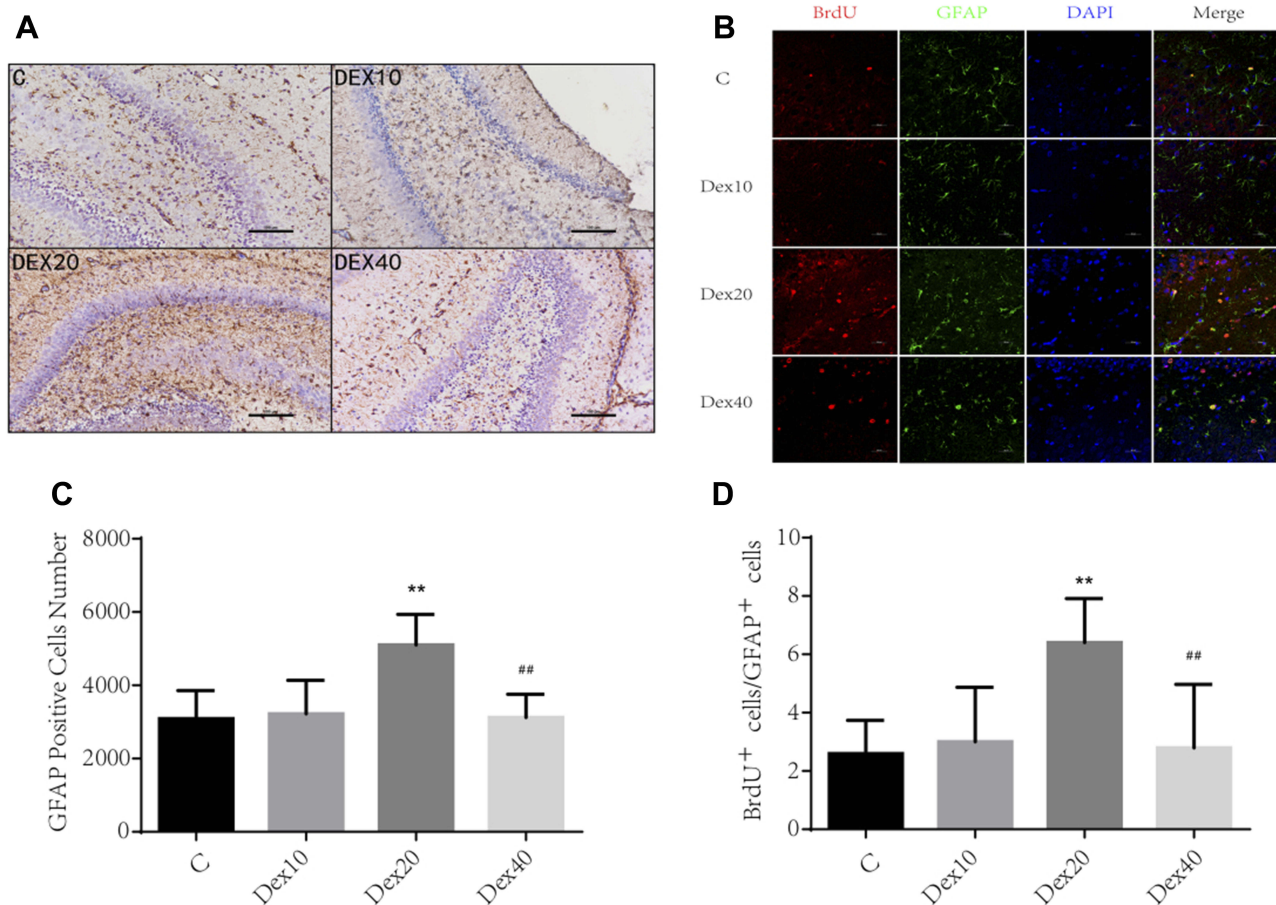 A
C
DEX10
DEX20
DEX40
B
BrdU
GFAP
DAPI
Merge
C
Dex10
Dex20
Dex40
C
GFAP Positive Cells Number
8000
6000
4000
2000
0
**
##
C
Dex10
Dex20
Dex40
D
BrdU⁺ cells/GFAP⁺ cells
10
8
6
4
2
0
**
##
C
Dex10
Dex20
Dex40